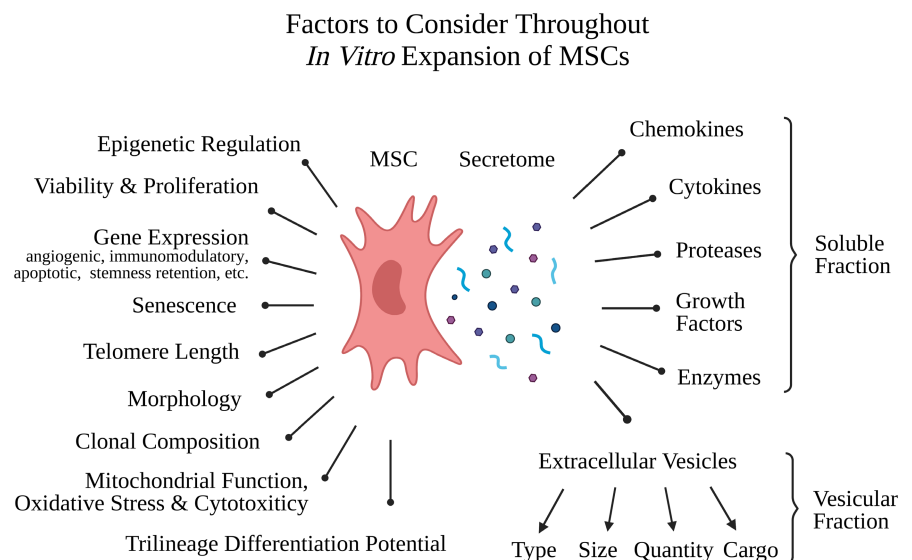 Factors to Consider Throughout
In Vitro Expansion of MSCs
Epigenetic Regulation
Viability & Proliferation
Gene Expression
angiogenic, immunomodulatory,
apoptotic, stemness retention, etc.
Senescence
Telomere Length
Morphology
Clonal Composition
Mitochondrial Function,
Oxidative Stress & Cytotoxiticy
Trilineage Differentiation Potential
MSC
Secretome
Chemokines
Cytokines
Proteases
Growth
Factors
Enzymes
Soluble
Fraction
Extracellular Vesicles
Type
Size
Quantity
Cargo
Vesicular
Fraction